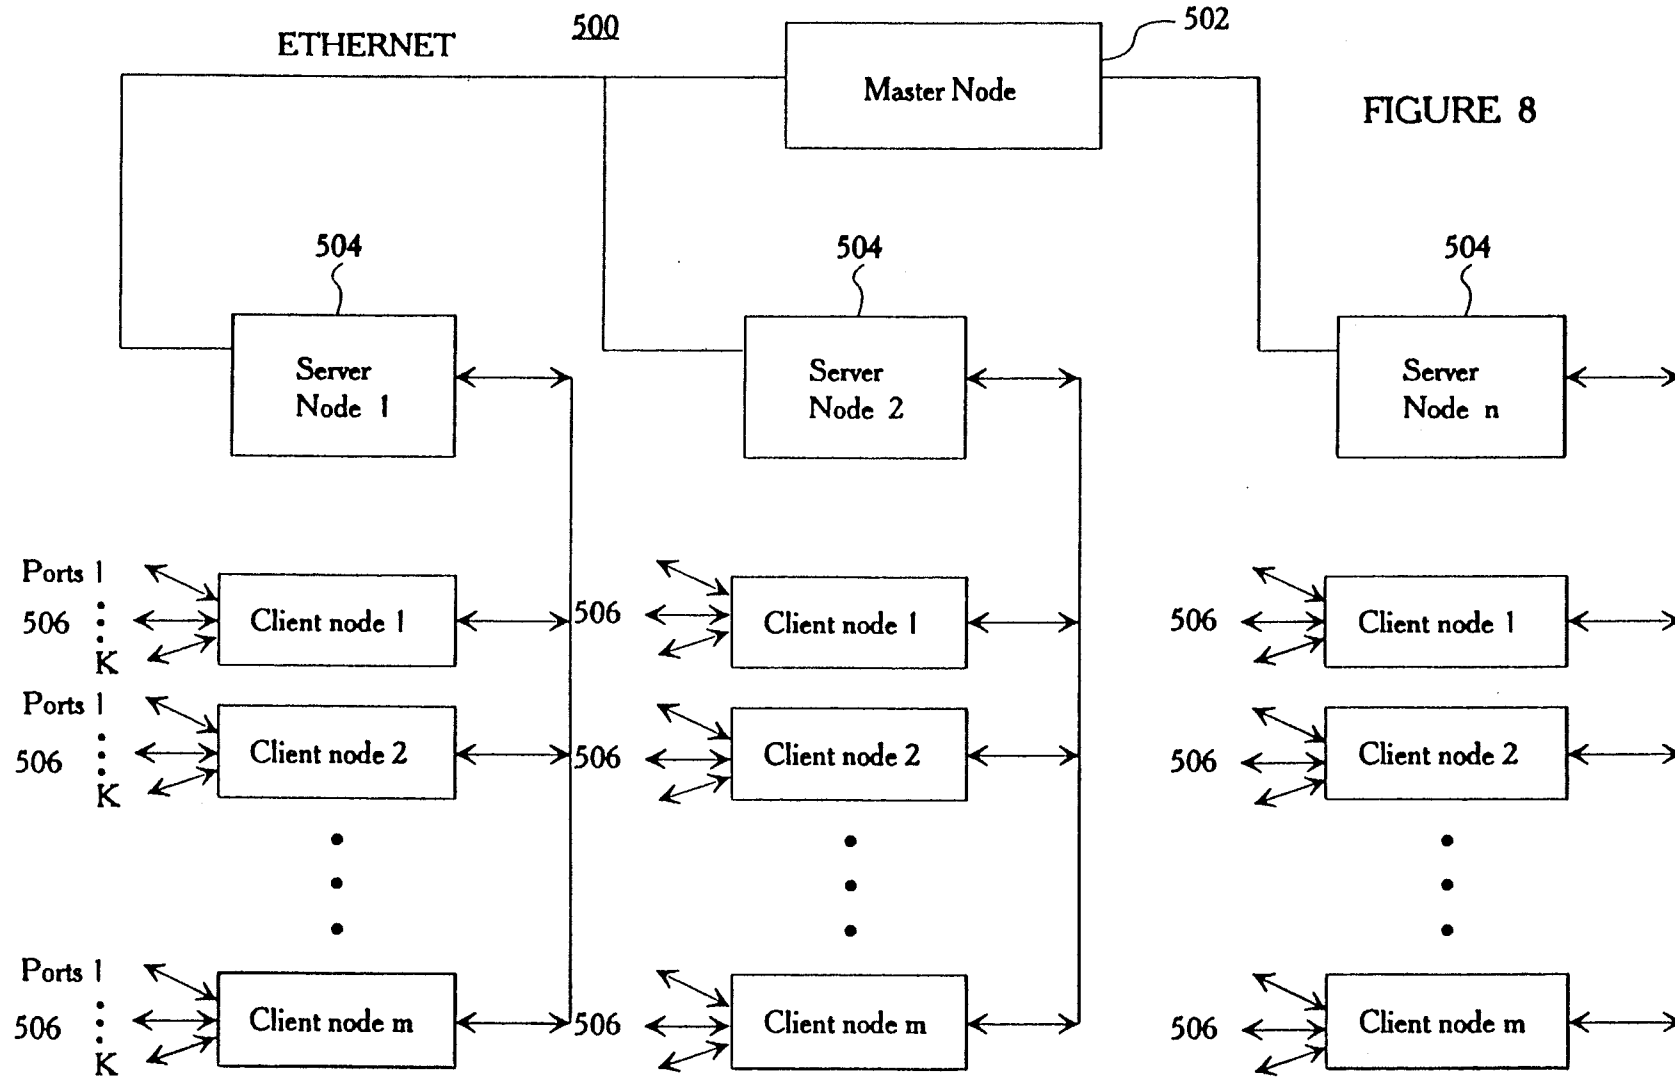 ETHERNET
500
Master Node
502
FIGURE 8
504
504
504
Server
Node 1
Server
Node 2
Server
Node n
Ports 1
506
K
Client node 1
506
Client node 1
506
Client node 1
Ports 1
506
K
Client node 2
506
Client node 2
506
Client node 2
Ports 1
506
K
Client node m
506
Client node m
506
Client node m